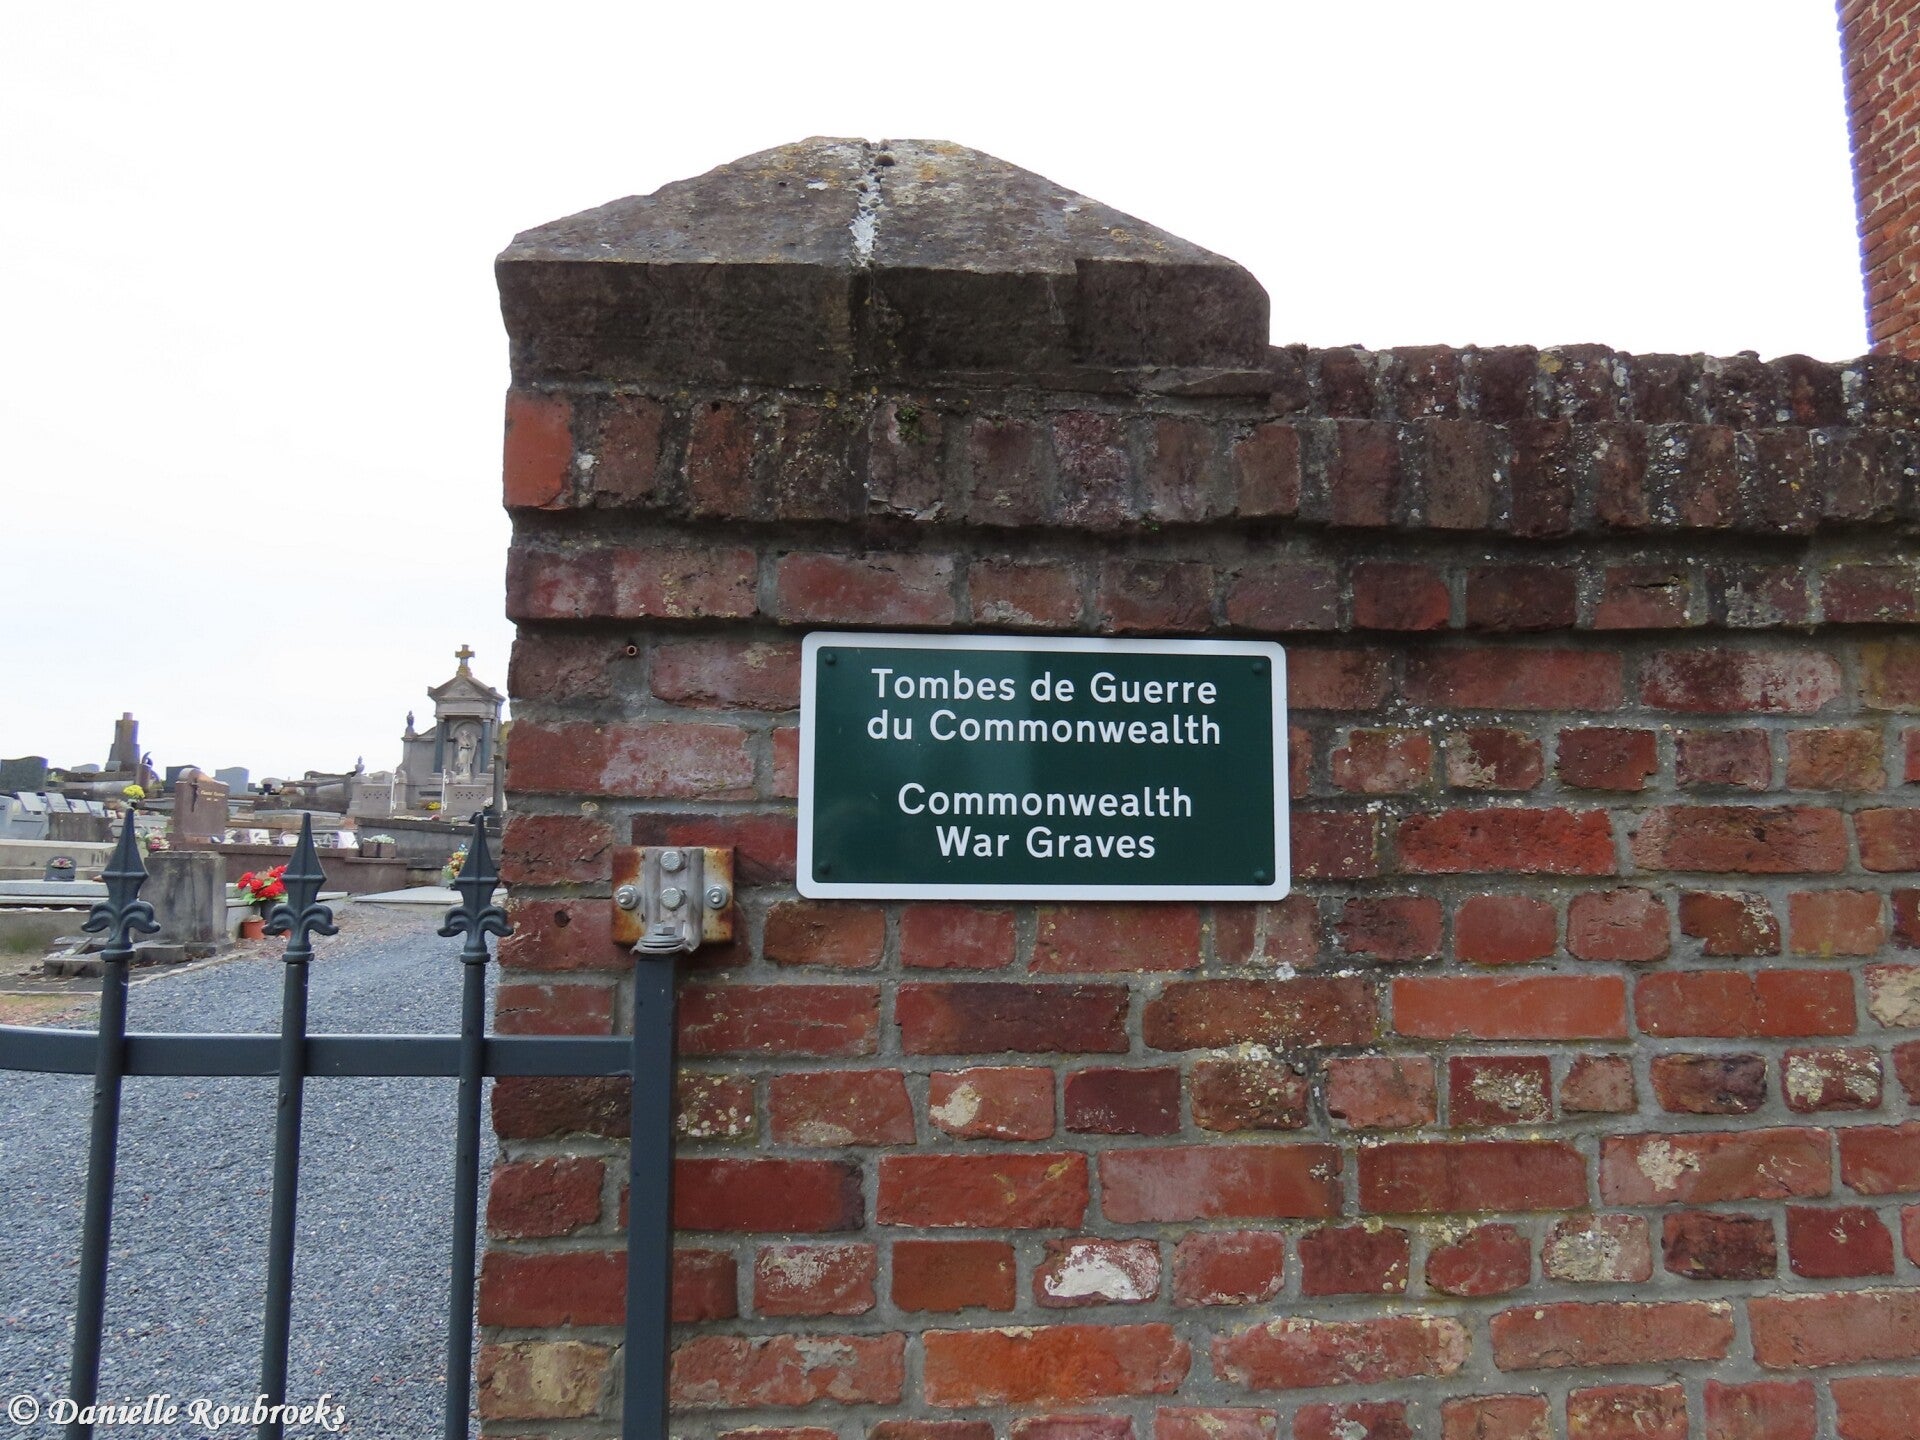 Tombes de Guerre
du Commonwealth
Commonwealth
War Graves
© Danielle Roubroeks